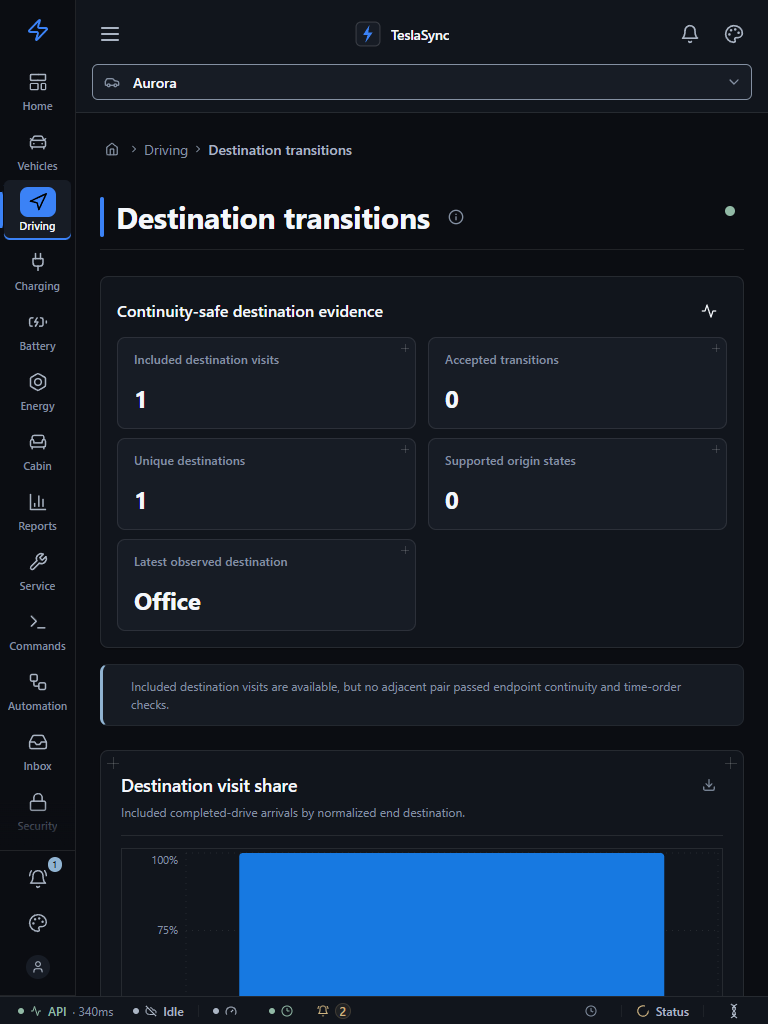 TeslaSync
Aurora
Home
Vehicles
Driving
Charging
Battery
Energy
Cabin
Reports
Service
Commands
Automation
Inbox
Security
1
Driving
Destination transitions
Destination transitions
Continuity-safe destination evidence
Included destination visits
1
Accepted transitions
0
Unique destinations
1
Supported origin states
0
Latest observed destination
Office
Included destination visits are available, but no adjacent pair passed endpoint continuity and time-order
checks.
Destination visit share
Included completed-drive arrivals by normalized end destination.
100%
75%
API · 340ms
Idle
2
Status